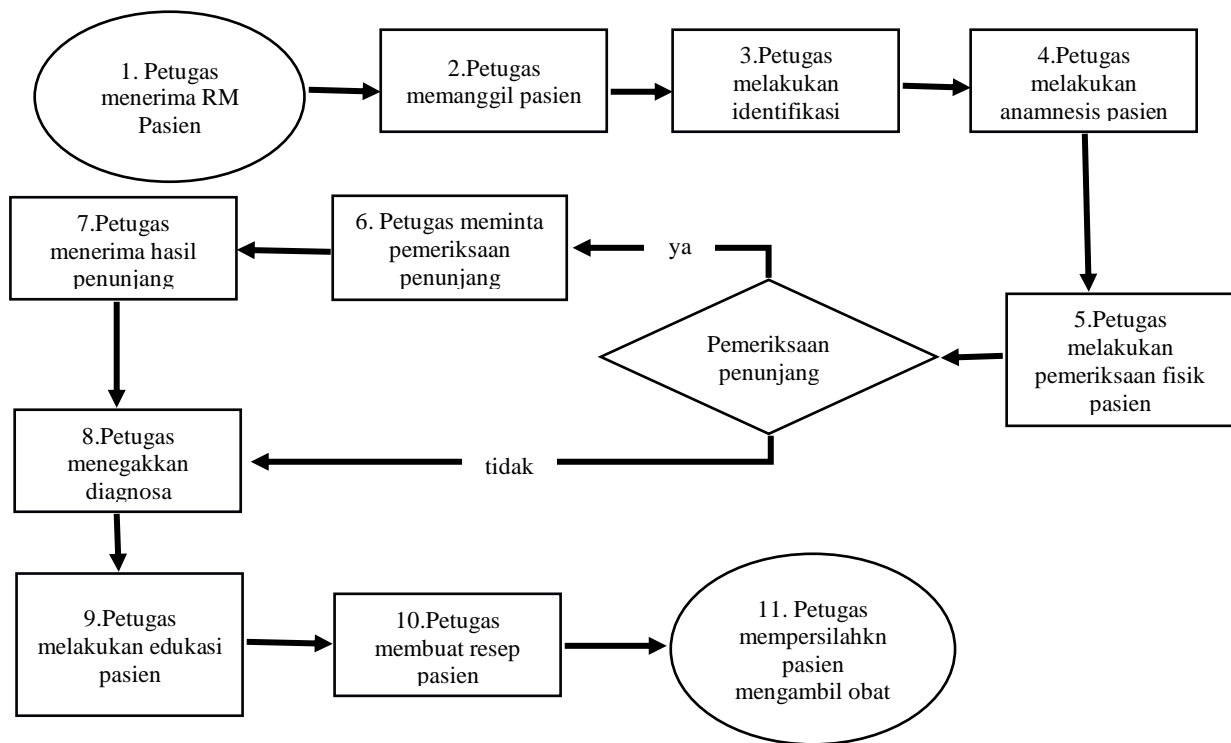 1. Petugas
menerima RM
Pasien
2.Petugas
memanggil pasien
3.Petugas
melakukan
identifikasi
4.Petugas
melakukan
anamnesis pasien
5.Petugas
melakukan
pemeriksaan fisik
pasien
Pemeriksaan
penunjang
ya
6. Petugas meminta
pemeriksaan
penunjang
7.Petugas
menerima hasil
penunjang
tidak
8.Petugas
menegakkan
diagnosa
9.Petugas
melakukan edukasi
pasien
10.Petugas
membuat resep
pasien
11. Petugas
mempersilahkn
pasien
mengambil obat